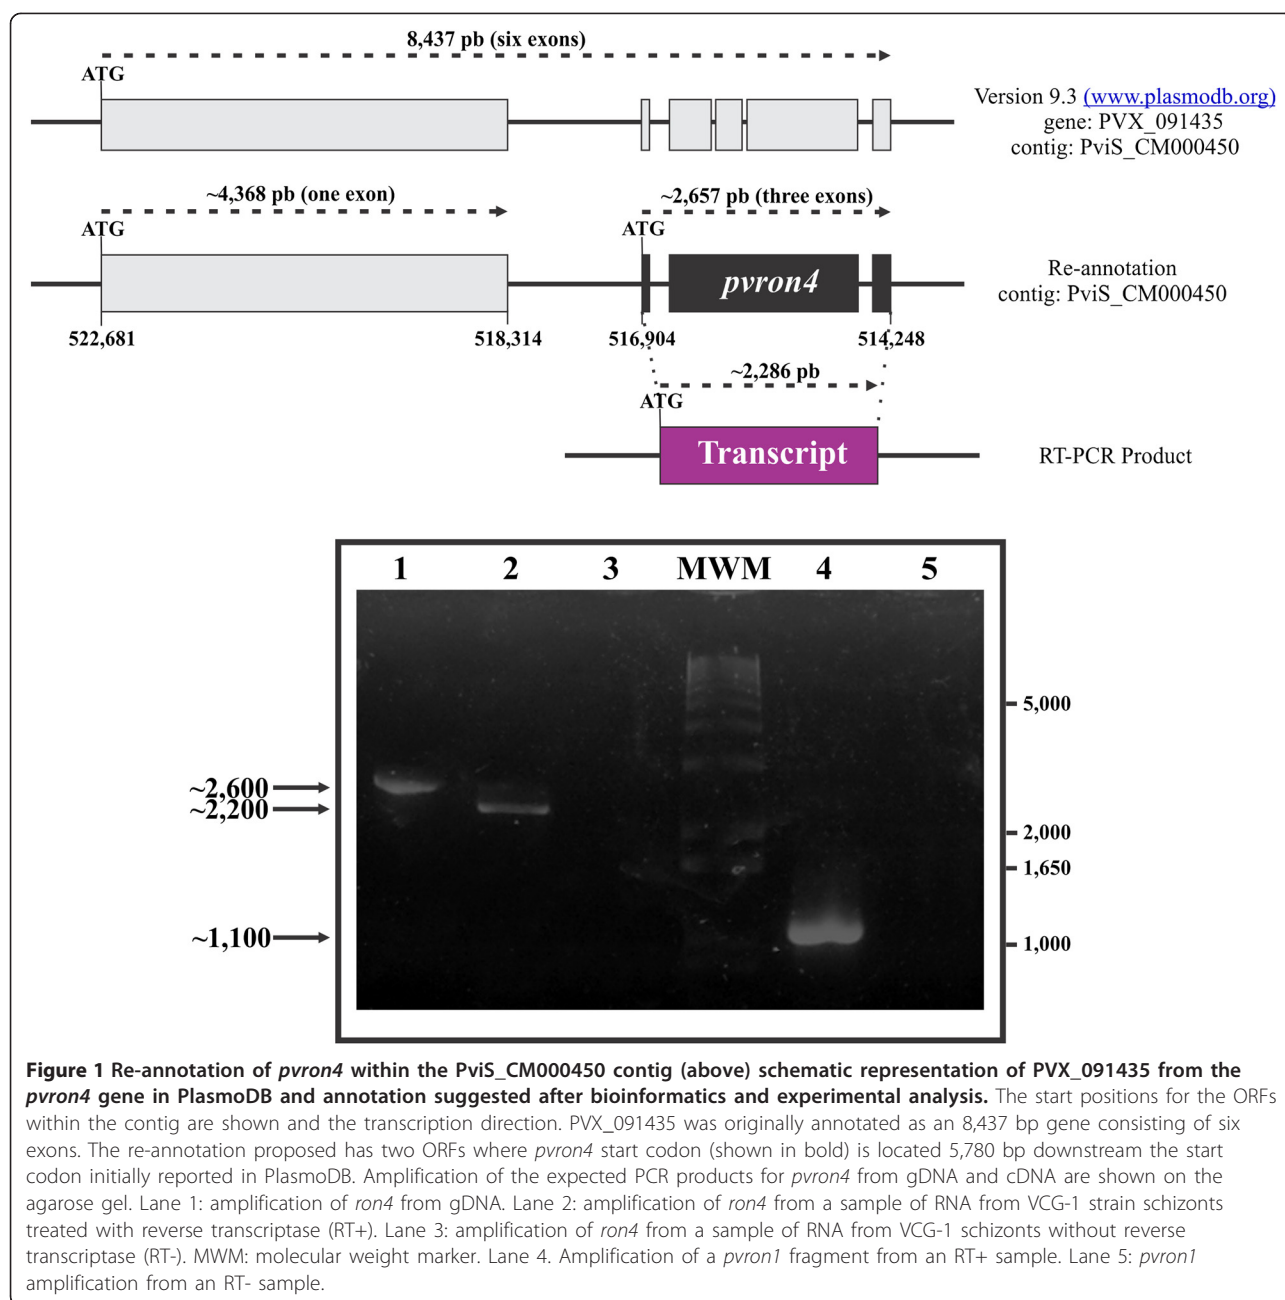 8,437 pb (six exons)
ATG
Version 9.3 (www.plasmodb.org)
gene: PVX_091435
contig: PviS_CM000450
~4,368 pb (one exon)
~2,657 pb (three exons)
ATG
ATG
pvron4
Re-annotation
contig: PviS_CM000450
522,681
518,314
516,904
514,248
~2,286 pb
ATG
Transcript
RT-PCR Product
1 2 3 MWM 4 5
5,000
~2,600
~2,200
2,000
1,650
~1,100
1,000
Figure 1 Re-annotation of pvron4 within the PviS_CM000450 contig (above) schematic representation of PVX_091435 from the
pvron4 gene in PlasmoDB and annotation suggested after bioinformatics and experimental analysis. The start positions for the ORFs
within the contig are shown and the transcription direction. PVX_091435 was originally annotated as an 8,437 bp gene consisting of six
exons. The re-annotation proposed has two ORFs where pvron4 start codon (shown in bold) is located 5,780 bp downstream the start
codon initially reported in PlasmoDB. Amplification of the expected PCR products for pvron4 from gDNA and cDNA are shown on the
agarose gel. Lane 1: amplification of ron4 from gDNA. Lane 2: amplification of ron4 from a sample of RNA from VCG-1 strain schizonts
treated with reverse transcriptase (RT+). Lane 3: amplification of ron4 from a sample of RNA from VCG-1 schizonts without reverse
transcriptase (RT-). MWM: molecular weight marker. Lane 4. Amplification of a pvron1 fragment from an RT+ sample. Lane 5: pvron1
amplification from an RT- sample.